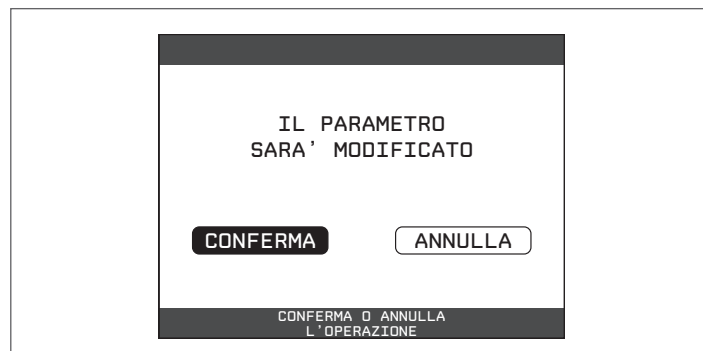 IL PARAMETRO
SARA’ MODIFICATO
CONFERMA
ANNULLA
CONFERMA O ANNULLA
L’OPERAZIONE